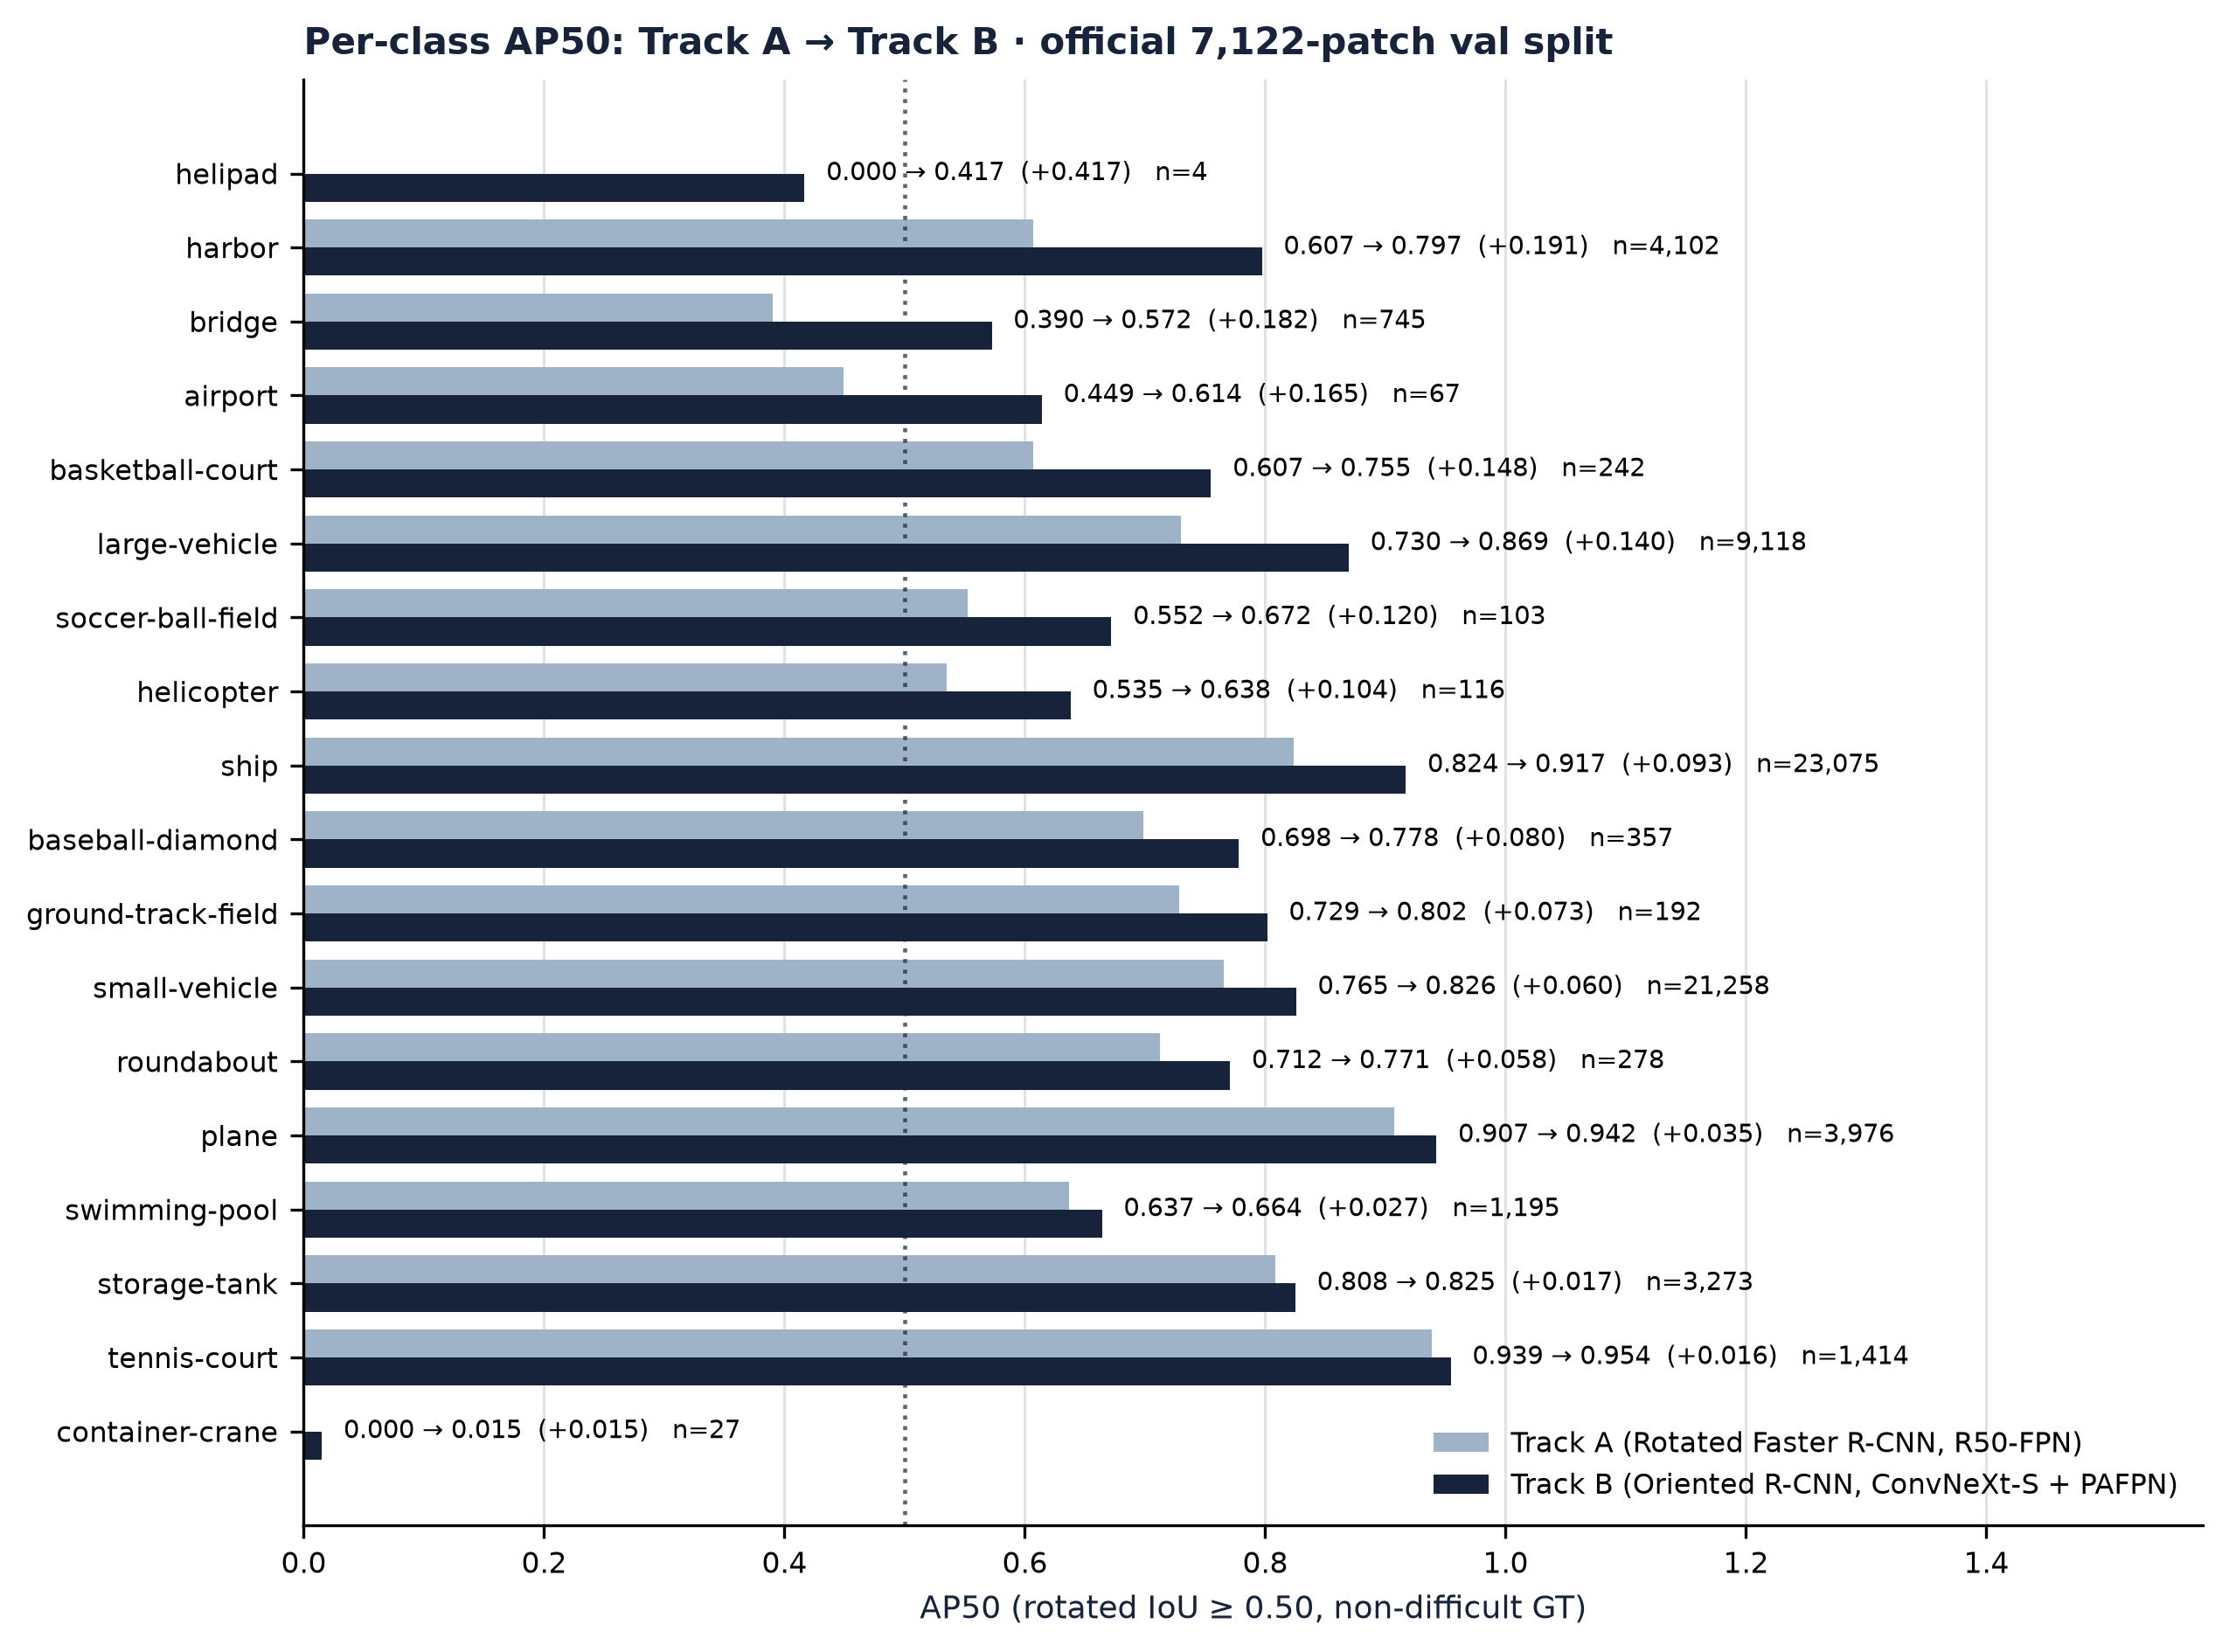 Per-class AP50: Track A → Track B · official 7,122-patch val split
helipad 0.000 → 0.417 (+0.417) n=4
harbor 0.607 → 0.797 (+0.191) n=4,102
bridge 0.390 → 0.572 (+0.182) n=745
airport 0.449 → 0.614 (+0.165) n=67
basketball-court 0.607 → 0.755 (+0.148) n=242
large-vehicle 0.730 → 0.869 (+0.140) n=9,118
soccer-ball-field 0.552 → 0.672 (+0.120) n=103
helicopter 0.535 → 0.638 (+0.104) n=116
ship 0.824 → 0.917 (+0.093) n=23,075
baseball-diamond 0.698 → 0.778 (+0.080) n=357
ground-track-field 0.729 → 0.802 (+0.073) n=192
small-vehicle 0.765 → 0.826 (+0.060) n=21,258
roundabout 0.712 → 0.771 (+0.058) n=278
plane 0.907 → 0.942 (+0.035) n=3,976
swimming-pool 0.637 → 0.664 (+0.027) n=1,195
storage-tank 0.808 → 0.825 (+0.017) n=3,273
tennis-court 0.939 → 0.954 (+0.016) n=1,414
container-crane 0.000 → 0.015 (+0.015) n=27
Track A (Rotated Faster R-CNN, R50-FPN)
Track B (Oriented R-CNN, ConvNeXt-S + PAFPN)
0.0 0.2 0.4 0.6 0.8 1.0 1.2 1.4
AP50 (rotated IoU ≥ 0.50, non-difficult GT)